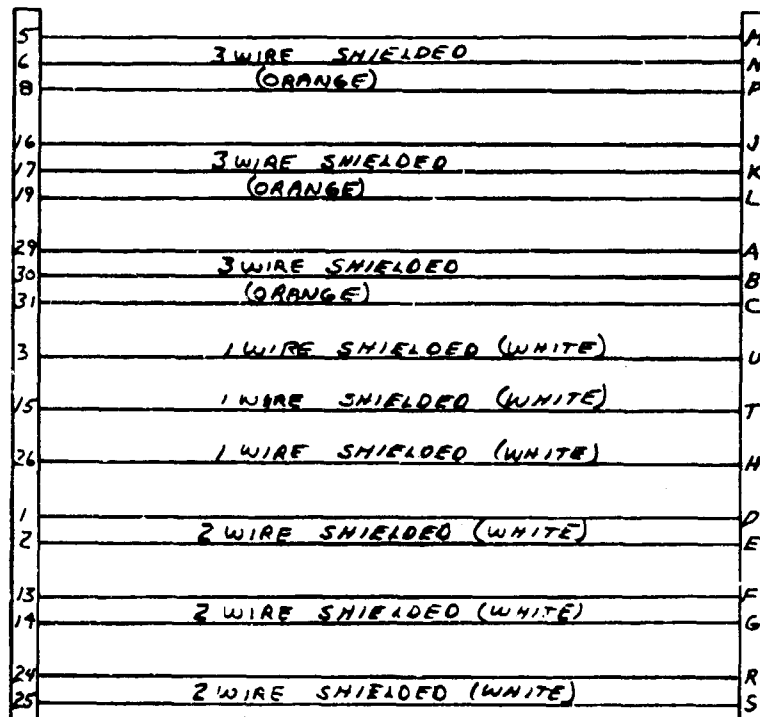 5 M
3 WIRE SHIELDED
6 N
(ORANGE)
8 P
16 J
3 WIRE SHIELDED
17 K
(ORANGE)
19 L
29 A
3 WIRE SHIELDED
30 B
(ORANGE)
31 C
3 1 WIRE SHIELDED (WHITE) U
15 1 WIRE SHIELDED (WHITE) T
26 1 WIRE SHIELDED (WHITE) H
1 D
2 WIRE SHIELDED (WHITE)
2 E
13 F
2 WIRE SHIELDED (WHITE)
14 G
24 R
2 WIRE SHIELDED (WHITE)
25 S